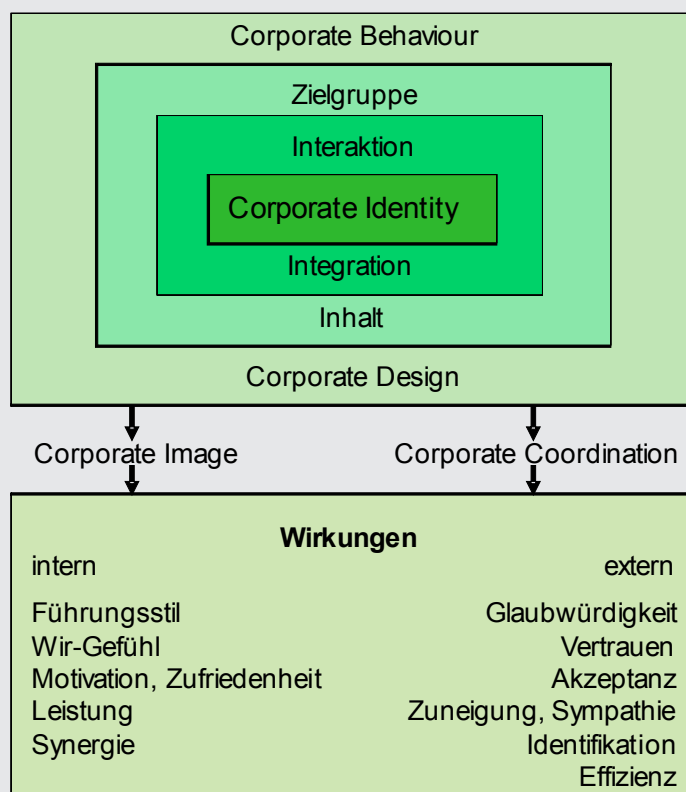 Corporate Behaviour
Zielgruppe
Interaktion
Corporate Identity
Integration
Inhalt
Corporate Design
Corporate Image
Corporate Coordination
Wirkungen
intern
extern
Führungsstil
Glaubwürdigkeit
Wir-Gefühl
Vertrauen
Motivation, Zufriedenheit
Akzeptanz
Leistung
Zuneigung, Sympathie
Synergie
Identifikation
Effizienz